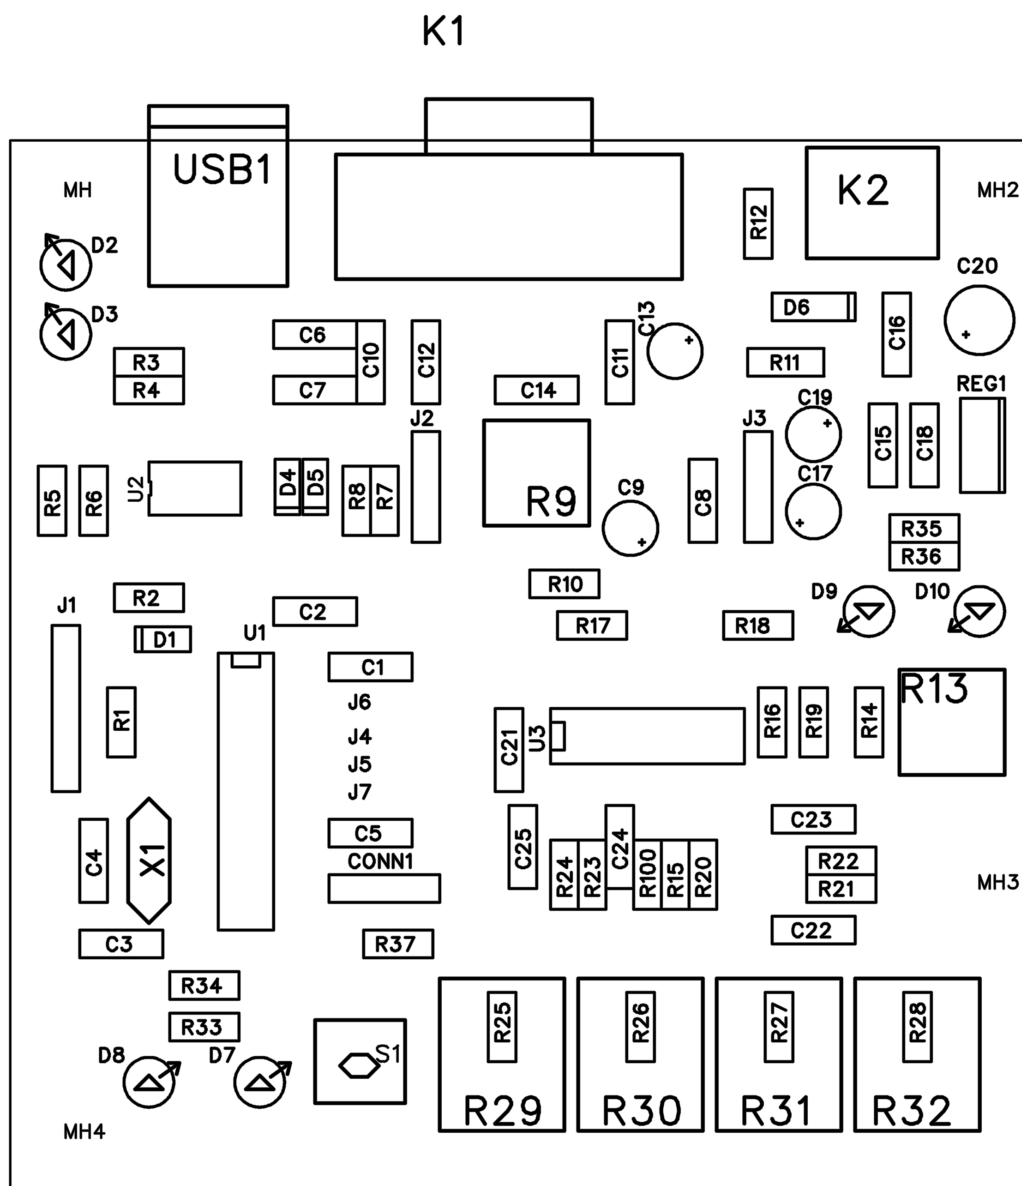 K1
USB1
K2
MH
MH2
R12
D2
C20
D6
D3
C13
C6
C10
C12
C11
C16
R3
R11
R4
C7
C14
REG1
C19
J2
J3
C15
C18
U2
D4
D5
R5
R6
R8
R7
R9
C9
C8
C17
R35
R36
R10
D9
D10
R2
J1
C2
R17
R18
D1
U1
C1
J6
R13
R1
J4
C21
U3
R16
R19
R14
J5
J7
C5
C23
C4
X1
CONN1
C25
R24
R23
C24
R100
R15
R20
R22
R21
MH3
C3
R37
C22
R34
R33
R25
R26
R27
R28
D8
D7
S1
R29
R30
R31
R32
MH4